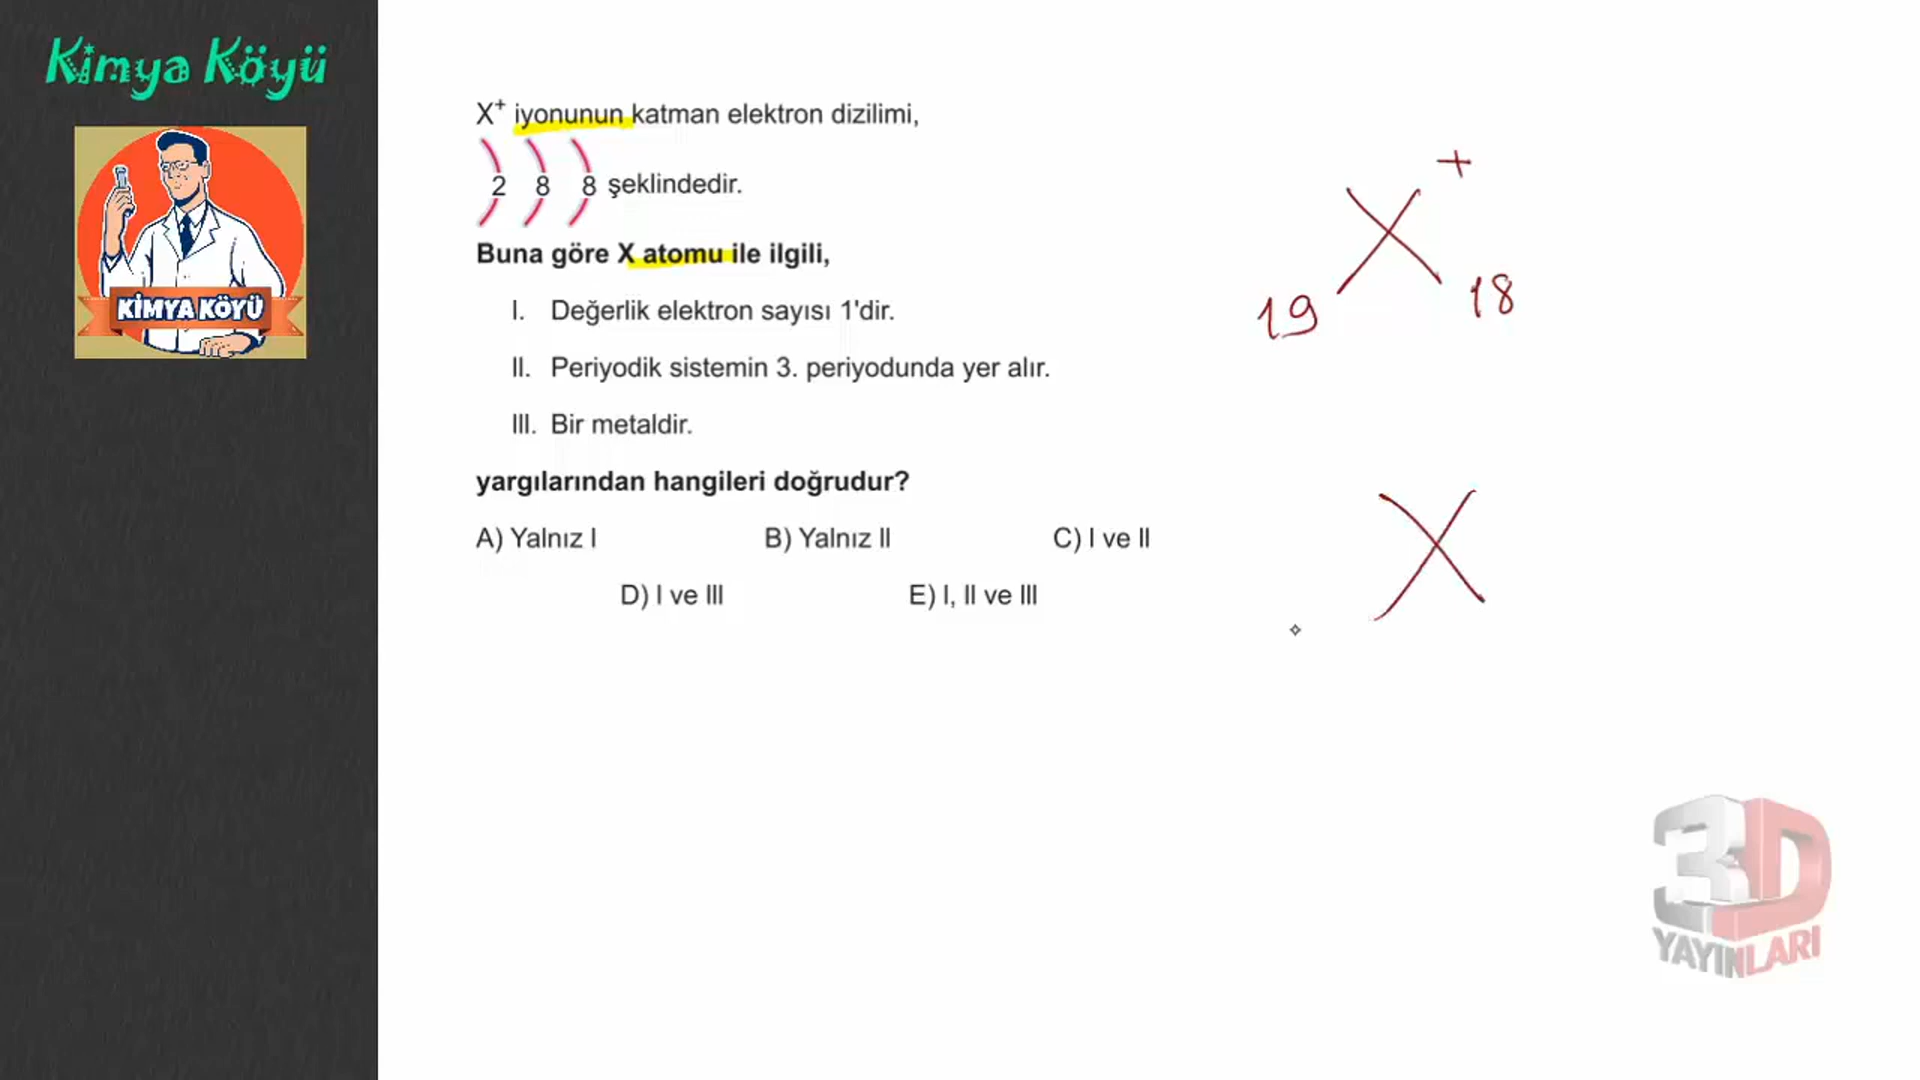 Kimya Köyü
KİMYA KÖYÜ
X⁺ iyonunun katman elektron dizilimi,
2 8 8 şeklindedir.
Buna göre X atomu ile ilgili,
I. Değerlik elektron sayısı 1'dir.
II. Periyodik sistemin 3. periyodunda yer alır.
III. Bir metaldir.
yargılarından hangileri doğrudur?
A) Yalnız I B) Yalnız II C) I ve II
D) I ve III E) I, II ve III
X +
19 18
X
3D
YAYINLARI